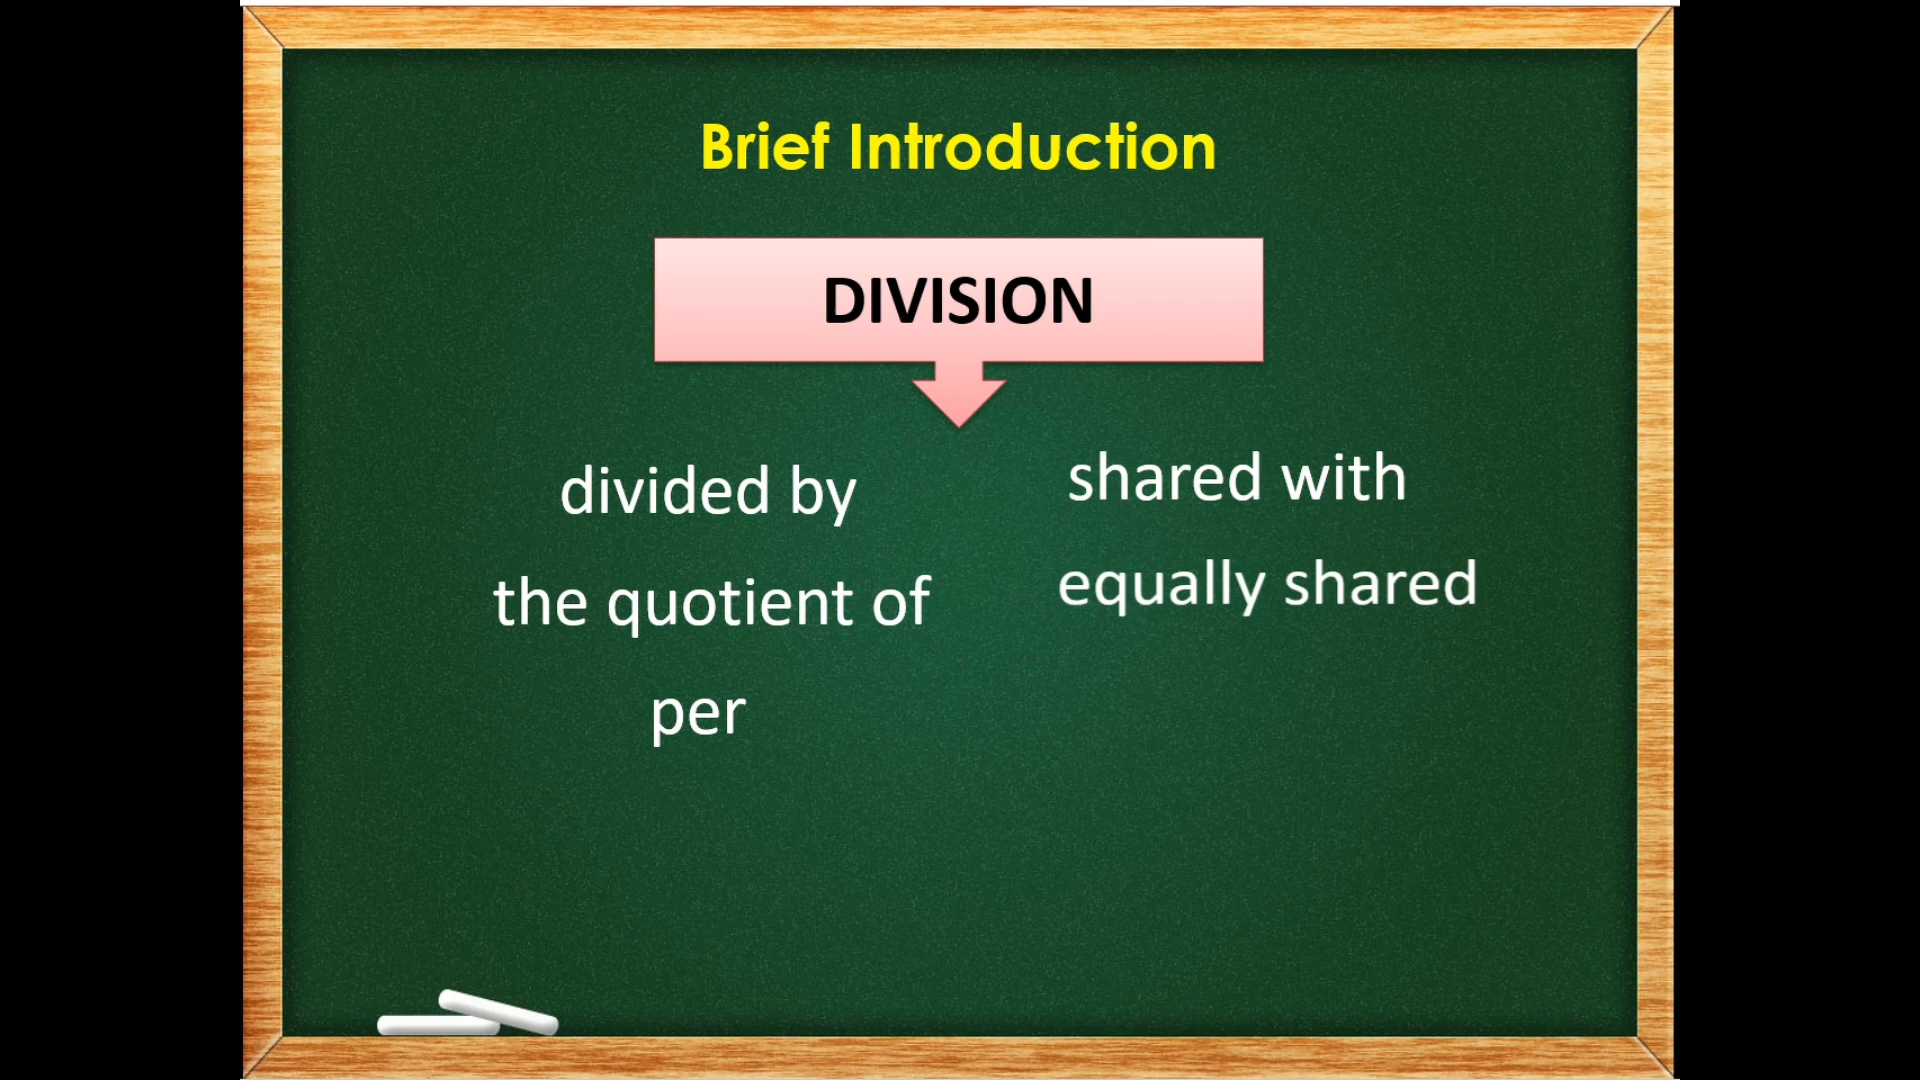 Brief Introduction
DIVISION
divided by
the quotient of
per
shared with
equally shared